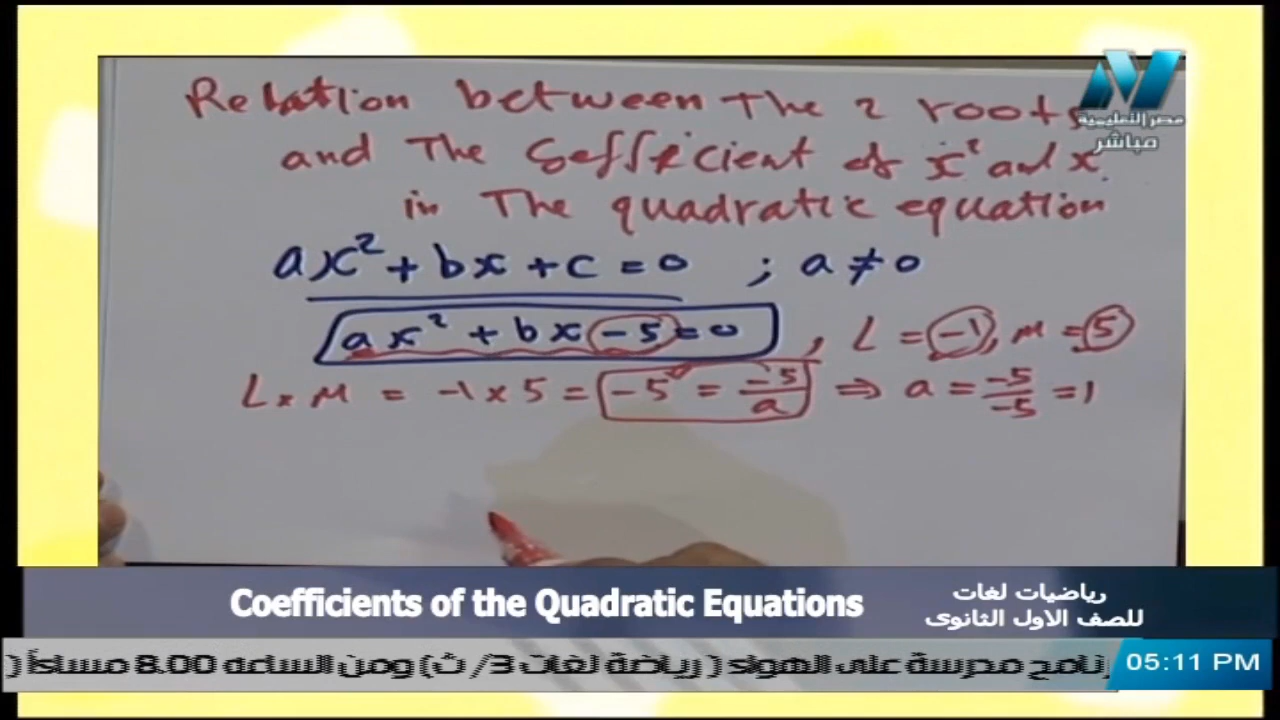 Relation between The 2 roots
مصر التعليمية
مباشر
and The Coefficient of x² and x
in The quadratic equation
ax² + bx + c = 0 ; a ≠ 0
ax² + bx - 5 = 0 , L = -1, M = 5
L × M = -1 × 5 = -5 = -5/a ⇒ a = -5/-5 = 1
Coefficients of the Quadratic Equations
رياضيات لغات
للصف الاول الثانوى
برنامج مدرسة على الهواء ( رياضة لغات 3/ ث) ومن الساعه 8.00 مساءاً (
05:11 PM